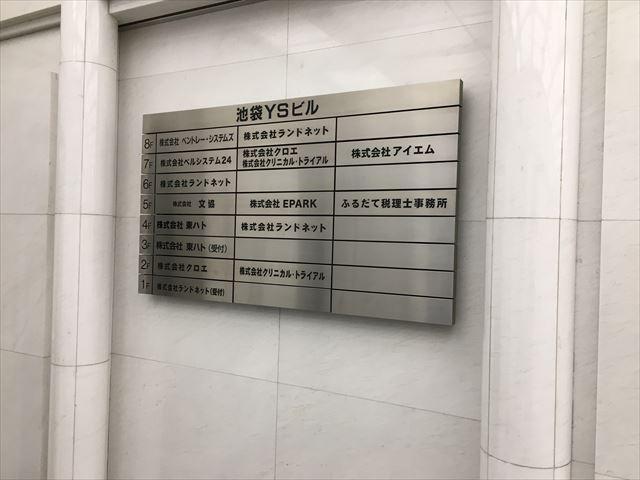 池袋YSビル
8F 株式会社 ベントレー・システムズ 株式会社ランドネット
7F 株式会社ベルシステム24 株式会社クロエ 株式会社クリニカル・トライアル 株式会社アイエム
6F 株式会社ランドネット
5F 株式会社 文協 株式会社 EPARK ふるだて税理士事務所
4F 株式会社 東ハト 株式会社ランドネット
3F 株式会社 東ハト(受付)
2F 株式会社クロエ 株式会社クリニカル・トライアル
1F 株式会社ランドネット(受付)